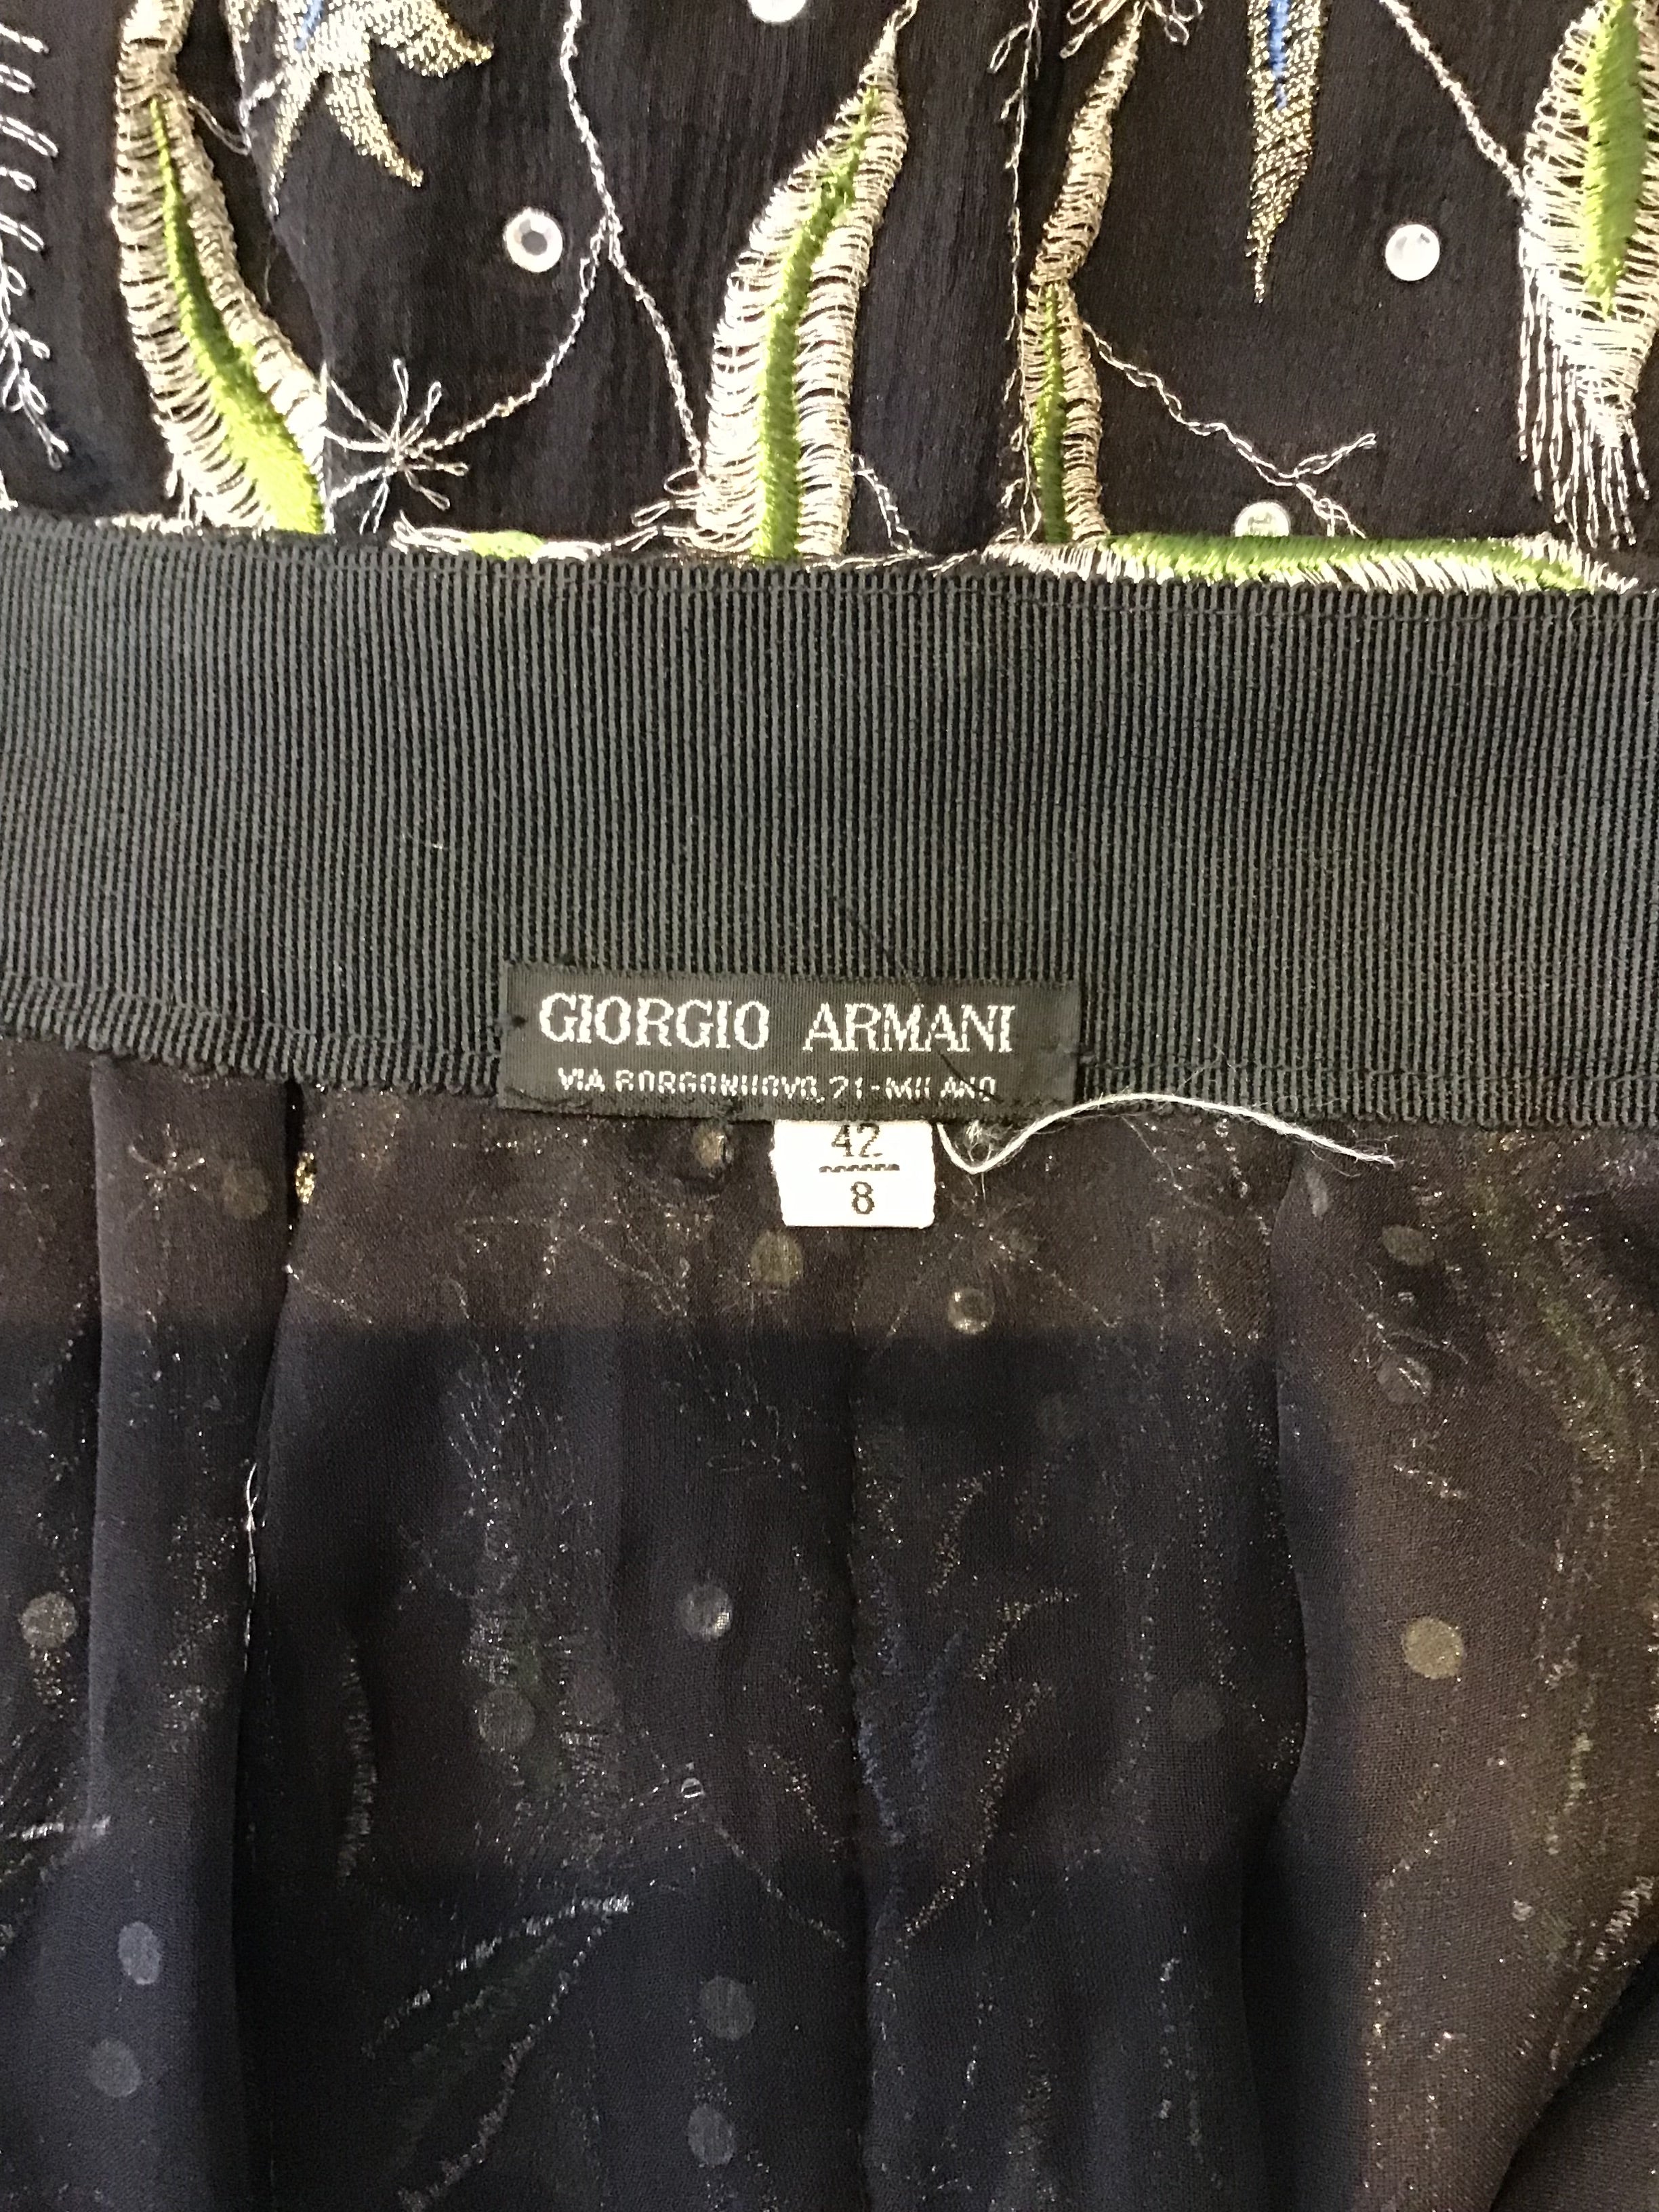 GIORGIO ARMANI
VIA BORGONUOVO, 21-MILANO
42
8